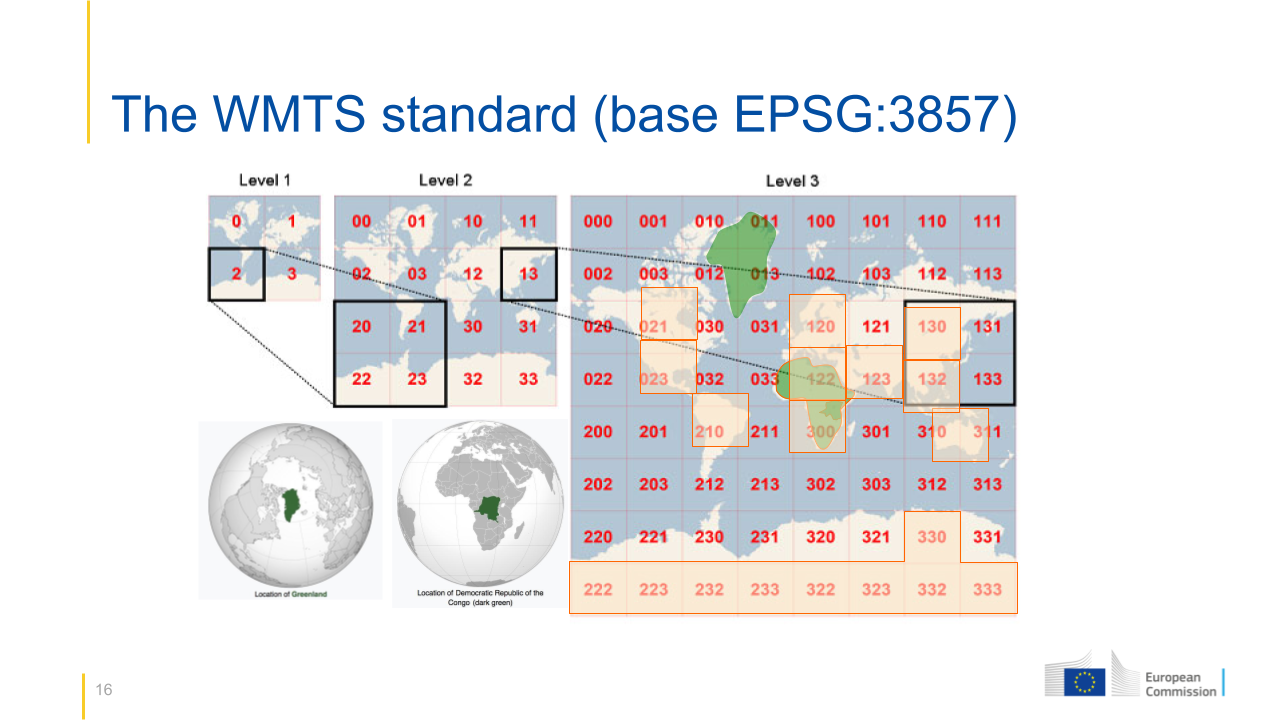 The WMTS standard (base EPSG:3857)
Level 1
0 1
2 3
Level 2
00 01 10 11
02 03 12 13
20 21 30 31
22 23 32 33
Level 3
000 001 010 011 100 101 110 111
002 003 012 013 102 103 112 113
020 021 030 031 120 121 130 131
022 023 032 033 122 123 132 133
200 201 210 211 300 301 310 311
202 203 212 213 302 303 312 313
220 221 230 231 320 321 330 331
222 223 232 233 322 323 332 333
Location of Greenland
Location of Democratic Republic of the
Congo (dark green)
16
European
Commission